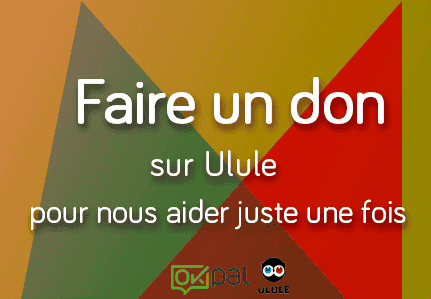 Faire un don
sur Ulule
pour nous aider juste une fois
OKpal
ULULE